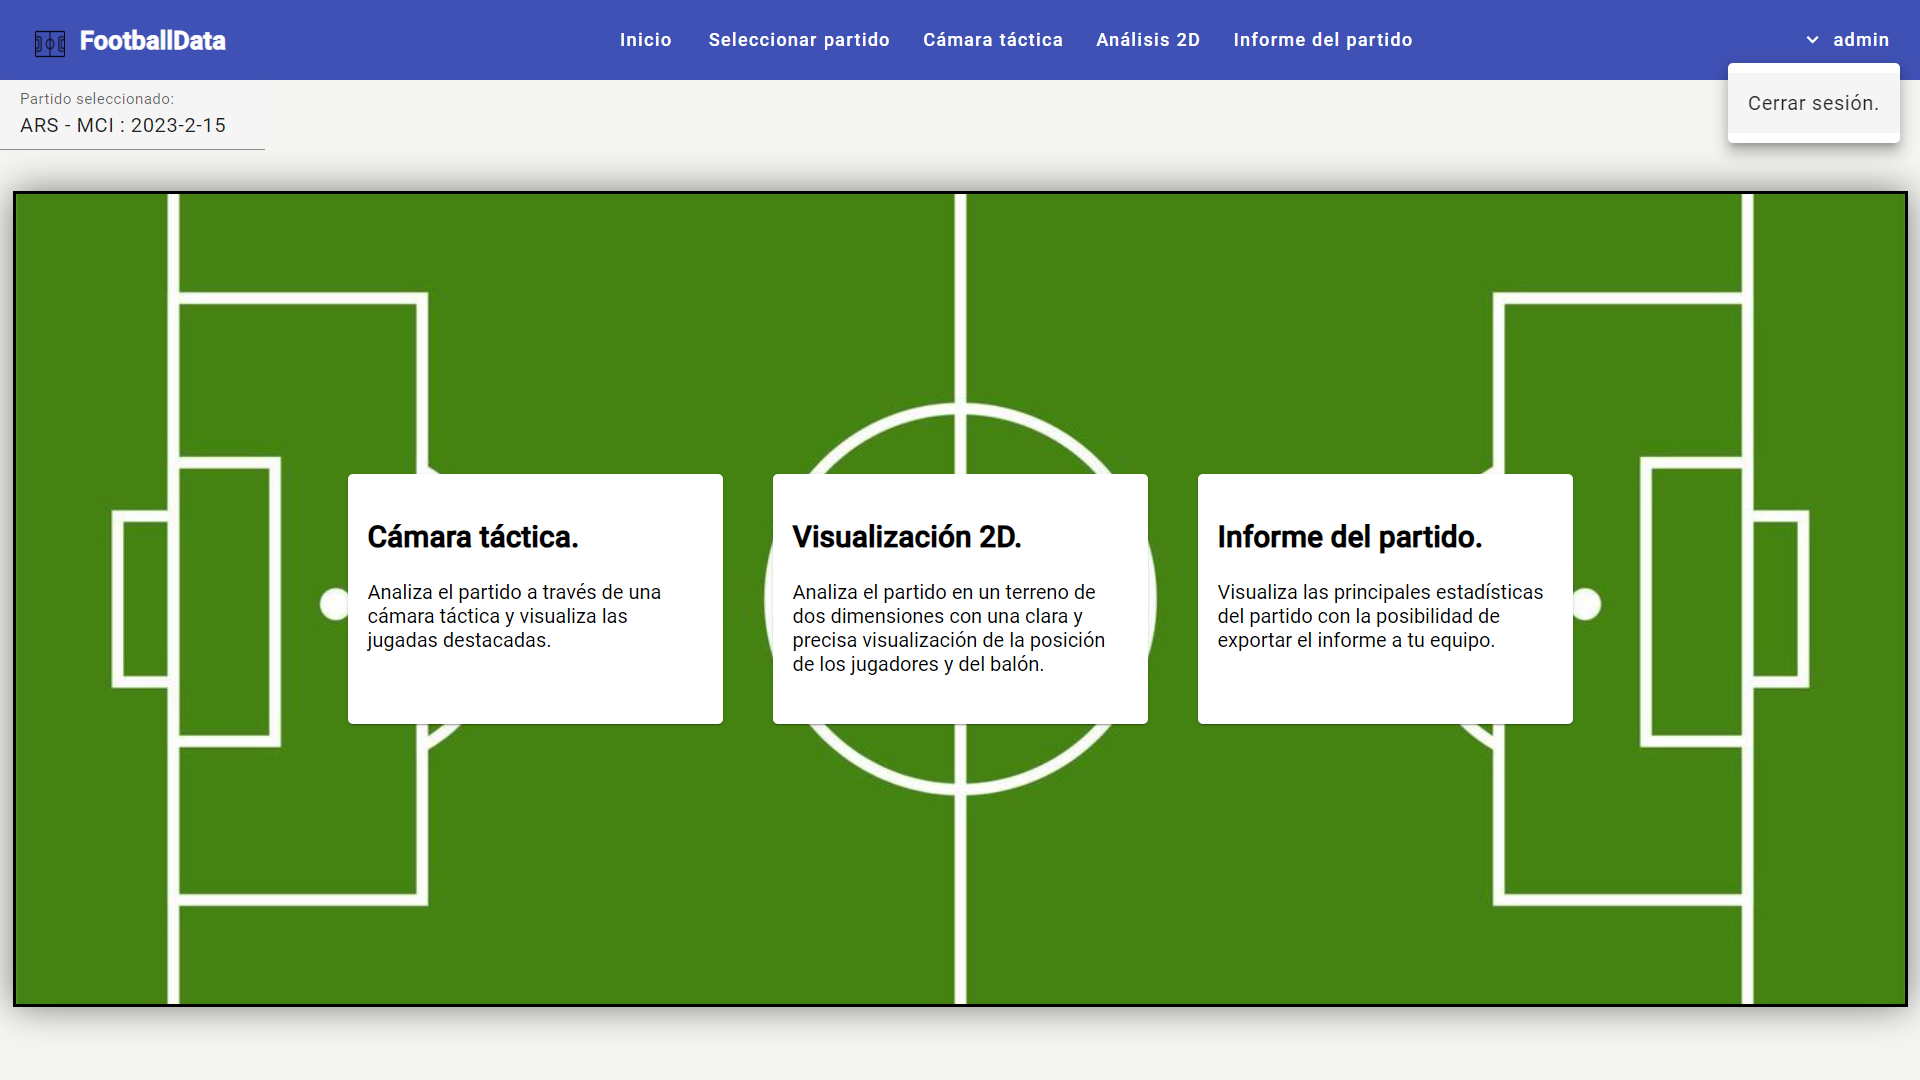 FootballData
Inicio
Seleccionar partido
Cámara táctica
Análisis 2D
Informe del partido
admin
Cerrar sesión.
Partido seleccionado:
ARS - MCI : 2023-2-15
Cámara táctica.
Analiza el partido a través de una
cámara táctica y visualiza las
jugadas destacadas.
Visualización 2D.
Analiza el partido en un terreno de
dos dimensiones con una clara y
precisa visualización de la posición
de los jugadores y del balón.
Informe del partido.
Visualiza las principales estadísticas
del partido con la posibilidad de
exportar el informe a tu equipo.